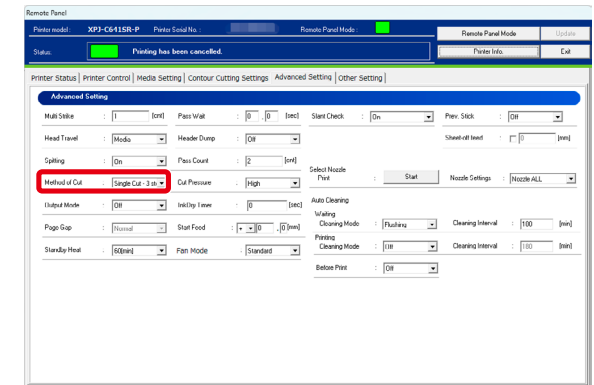 Remote Panel
Printer model : XPJ-C641SR-P Printer Serial No. : Remote Panel Mode : Remote Panel Mode Update
Status: Printing has been cancelled. Printer Info. Exit
Printer Status Printer Control Media Setting Contour Cutting Settings Advanced Setting Other Setting
Advanced Setting
Multi Strike : 1 [cnt] Pass Wait : 0 . 0 [sec] Slant Check : On Prev. Stick : Off
Head Travel : Media Header Dump : Off Sheet-off feed : 0 [mm]
Spitting : On Pass Count : 2 [cnt]
Select Nozzle
Print : Start Nozzle Settings : Nozzle ALL
Method of Cut : Single Cut - 3 st Cut Pressure : High
Output Mode : Off InkDry Timer : 0 [sec] Auto Cleaning
Waiting
Cleaning Mode : Flushing Cleaning Interval : 100 [min]
Page Gap : Normal Start Feed : + 0 . 0 [mm]
Printing
Cleaning Mode : Off Cleaning Interval : 180 [min]
Standby Heat : 60[min] Fan Mode : Standard
Before Print : Off